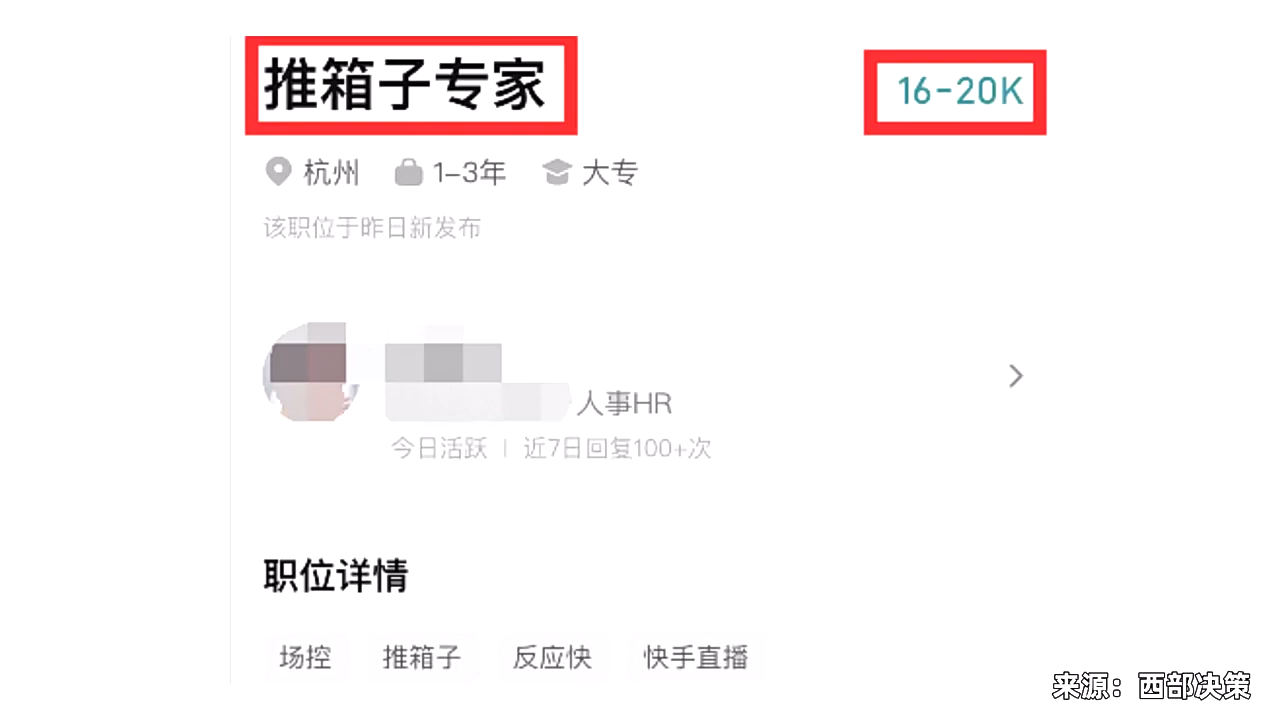 推箱子专家
16-20K
杭州 1-3年 大专
该职位于昨日新发布
人事HR
今日活跃 | 近7日回复100+次
职位详情
场控 推箱子 反应快 快手直播
来源：西部决策